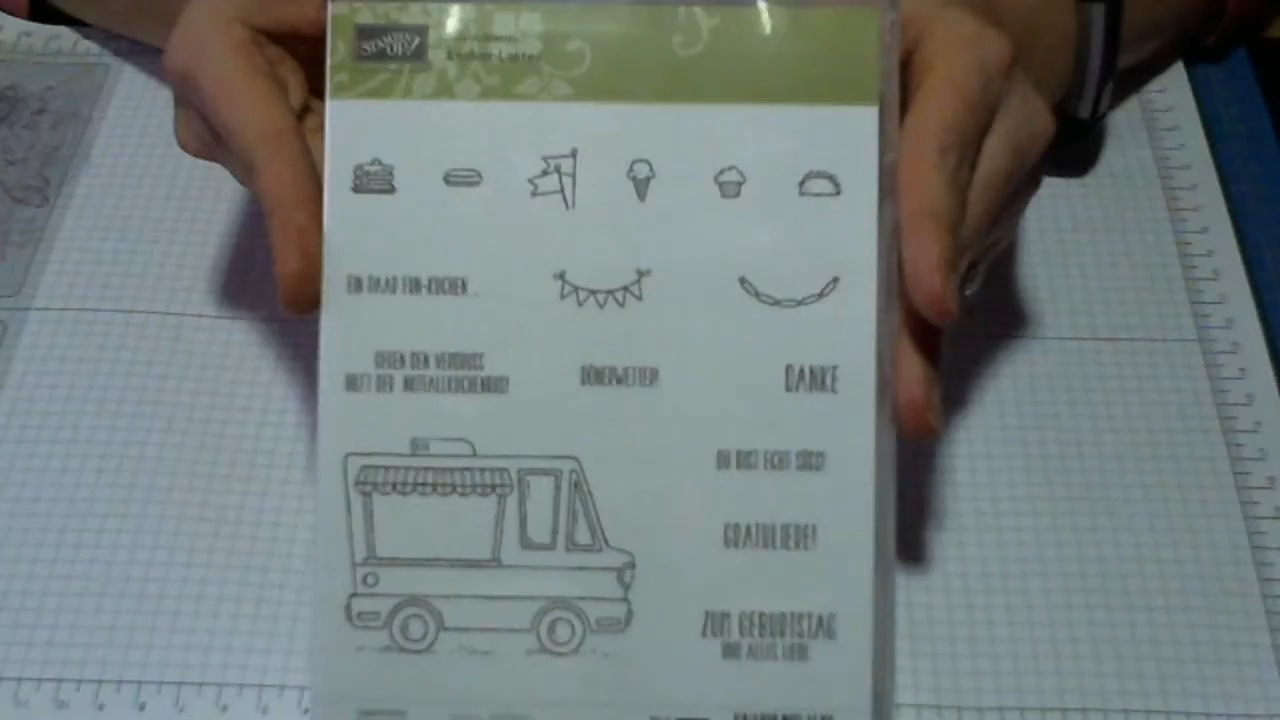 STAMPIN' UP!
EIN PAAR FUN-KUCHEN...
GEGEN DEN VERDRUSS
HILFT DER NOTFALLKUCHENBUS!
DÖNERWETTER!
DANKE
DU BIST ECHT SÜSS!
GRATULIERE!
ZUM GEBURTSTAG
UND ALLES LIEBE